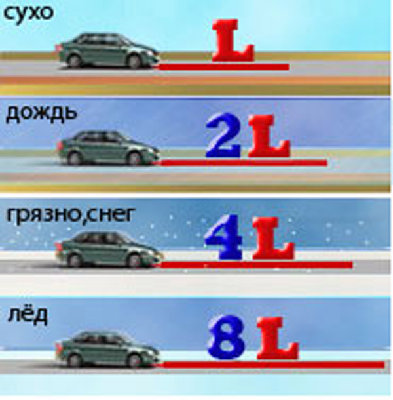 сухо
L
дождь
2L
грязно,снег
4L
лёд
8L